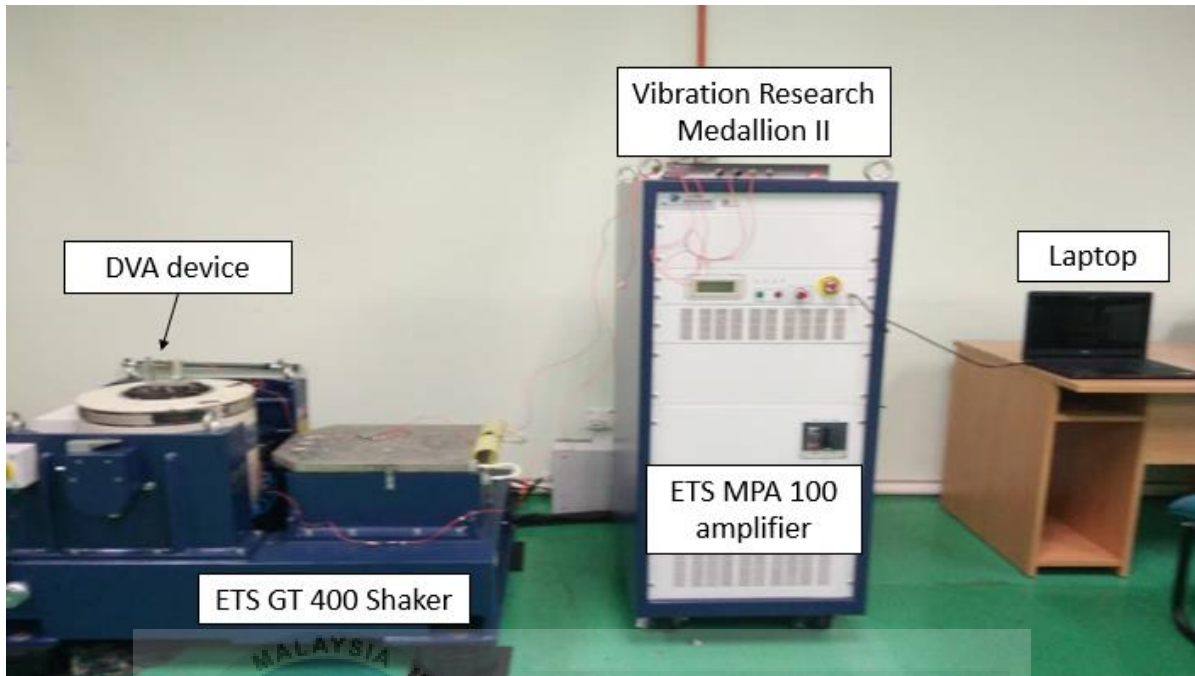 Vibration Research
Medallion II
DVA device
Laptop
ETS MPA 100
amplifier
ETS GT 400 Shaker
MALAYSIA